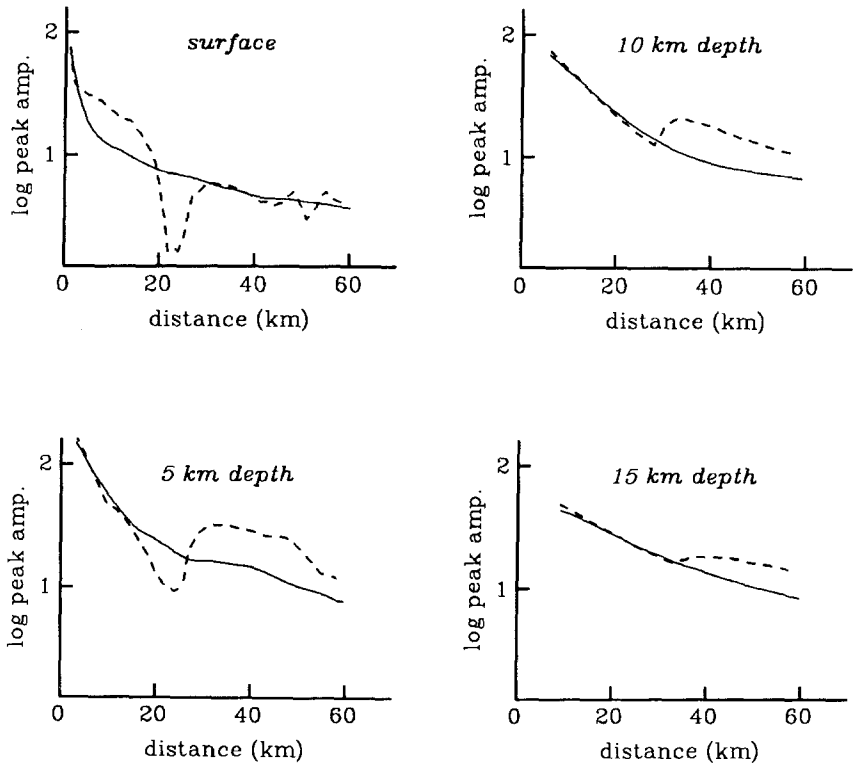 surface
2
1
log peak amp.
0 20 40 60
distance (km)
10 km depth
2
1
log peak amp.
0 20 40 60
distance (km)
5 km depth
2
1
log peak amp.
0 20 40 60
distance (km)
15 km depth
2
1
log peak amp.
0 20 40 60
distance (km)